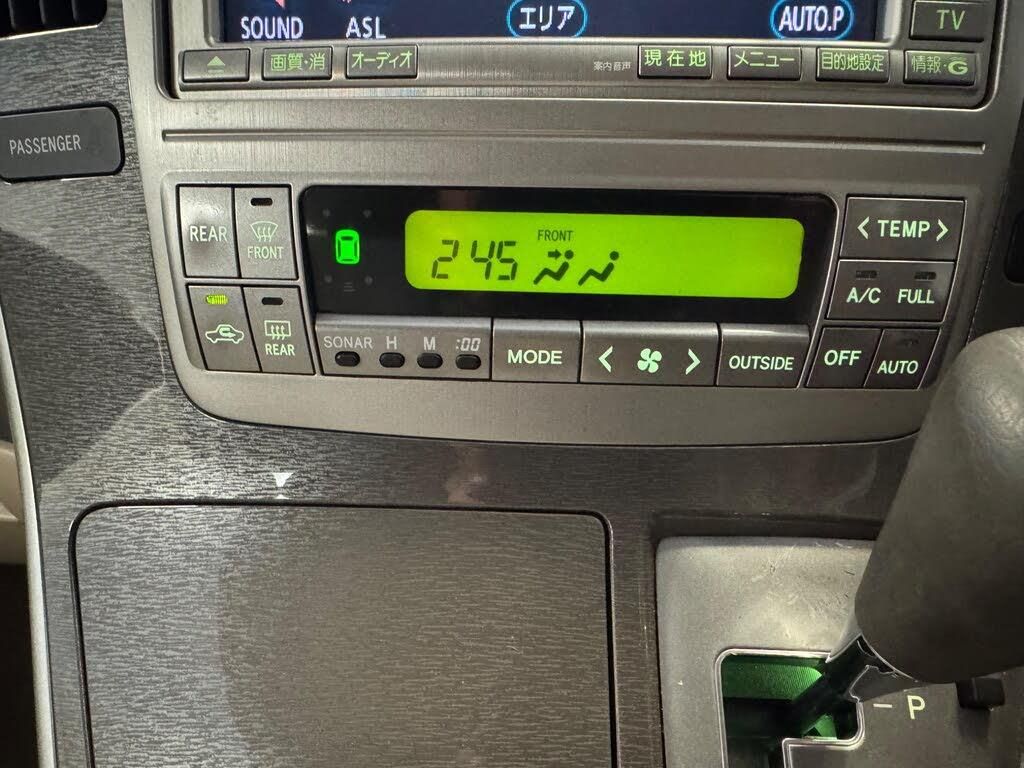 SOUND ASL エリア AUTO.P TV
画質・消 オーディオ 案内音声 現在地 メニュー 目的地設定 情報・G
PASSENGER
REAR FRONT
245 FRONT
< TEMP >
A/C FULL
REAR
SONAR H M :00
MODE < > OUTSIDE
OFF AUTO
P